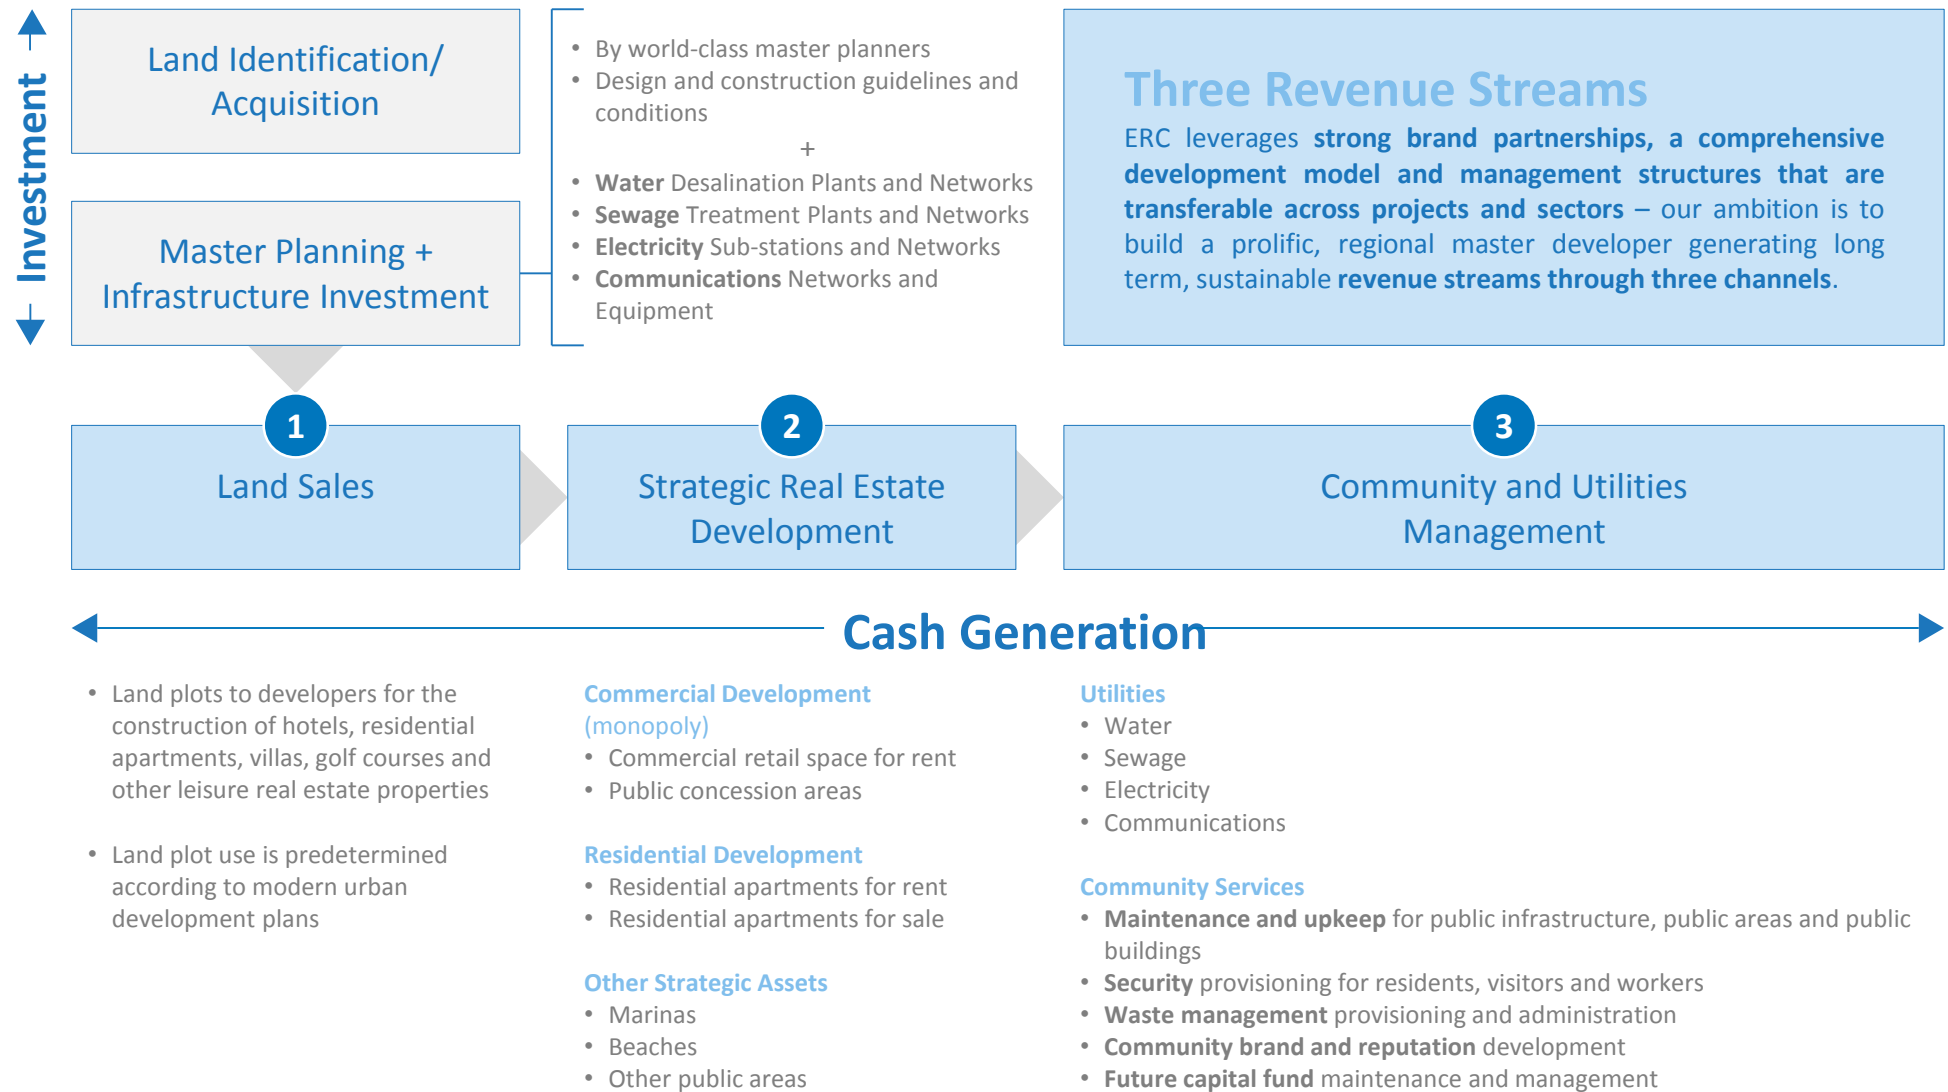 Investment
Land Identification/
Acquisition
Master Planning +
Infrastructure Investment
• By world-class master planners
• Design and construction guidelines and
conditions
+
• Water Desalination Plants and Networks
• Sewage Treatment Plants and Networks
• Electricity Sub-stations and Networks
• Communications Networks and
Equipment
Three Revenue Streams
ERC leverages strong brand partnerships, a comprehensive
development model and management structures that are
transferable across projects and sectors – our ambition is to
build a prolific, regional master developer generating long
term, sustainable revenue streams through three channels.
1
Land Sales
2
Strategic Real Estate
Development
3
Community and Utilities
Management
Cash Generation
• Land plots to developers for the
construction of hotels, residential
apartments, villas, golf courses and
other leisure real estate properties
• Land plot use is predetermined
according to modern urban
development plans
Commercial Development
(monopoly)
• Commercial retail space for rent
• Public concession areas
Residential Development
• Residential apartments for rent
• Residential apartments for sale
Other Strategic Assets
• Marinas
• Beaches
• Other public areas
Utilities
• Water
• Sewage
• Electricity
• Communications
Community Services
• Maintenance and upkeep for public infrastructure, public areas and public
buildings
• Security provisioning for residents, visitors and workers
• Waste management provisioning and administration
• Community brand and reputation development
• Future capital fund maintenance and management